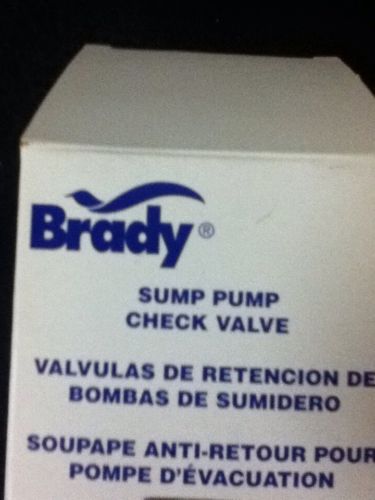 Brady®
SUMP PUMP
CHECK VALVE
VALVULAS DE RETENCION DE
BOMBAS DE SUMIDERO
SOUPAPE ANTI-RETOUR POUR
POMPE D'ÉVACUATION